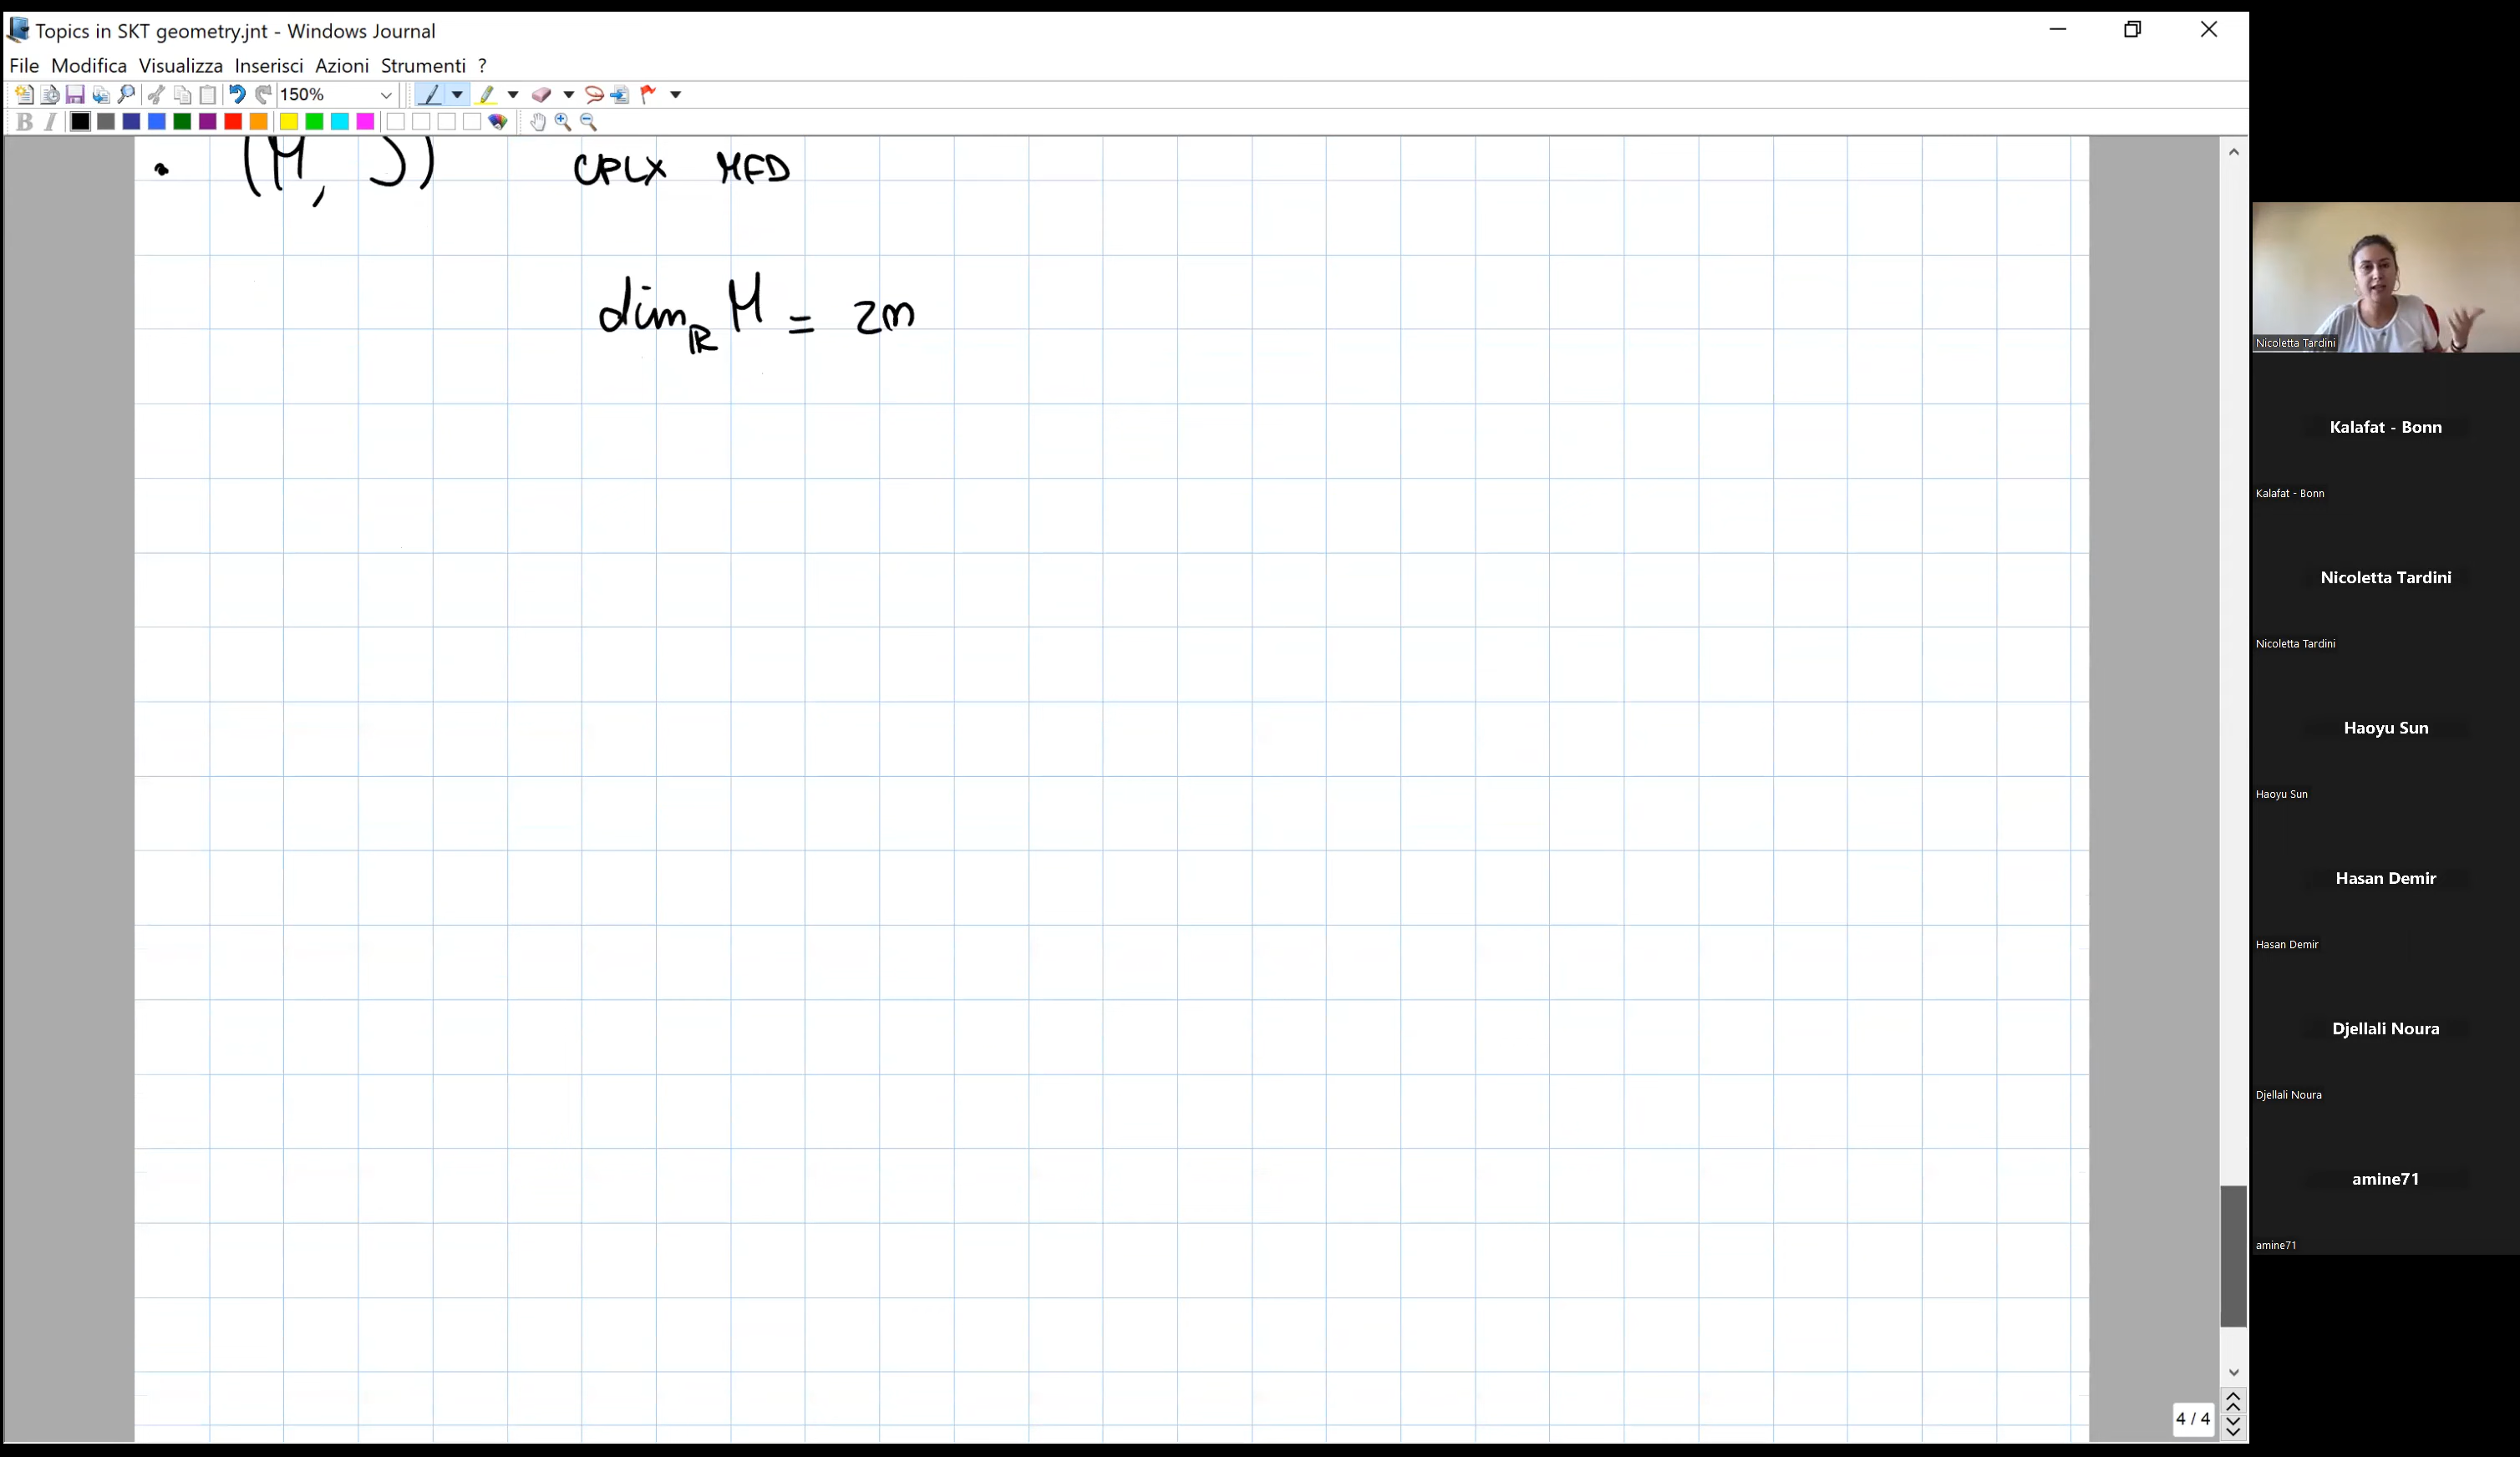 Topics in SKT geometry.jnt - Windows Journal
File Modifica Visualizza Inserisci Azioni Strumenti ?
150%
B I
• (M, J) CPLX MFD
dim_ℝ M = 2n
Nicoletta Tardini
Kalafat - Bonn
Kalafat - Bonn
Nicoletta Tardini
Nicoletta Tardini
Haoyu Sun
Haoyu Sun
Hasan Demir
Hasan Demir
Djellali Noura
Djellali Noura
amine71
amine71
4 / 4